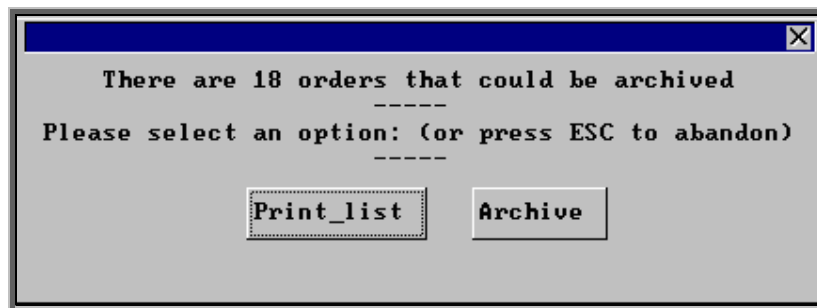 There are 18 orders that could be archived
-----
Please select an option: (or press ESC to abandon)
-----
Print_list Archive